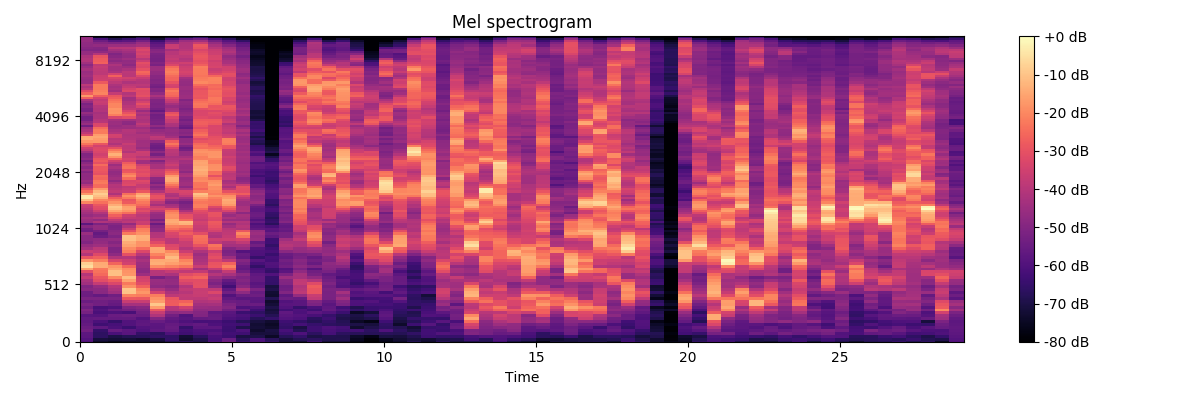 Mel spectrogram
Hz
8192
4096
2048
1024
512
0
0 5 10 15 20 25
Time
+0 dB
-10 dB
-20 dB
-30 dB
-40 dB
-50 dB
-60 dB
-70 dB
-80 dB